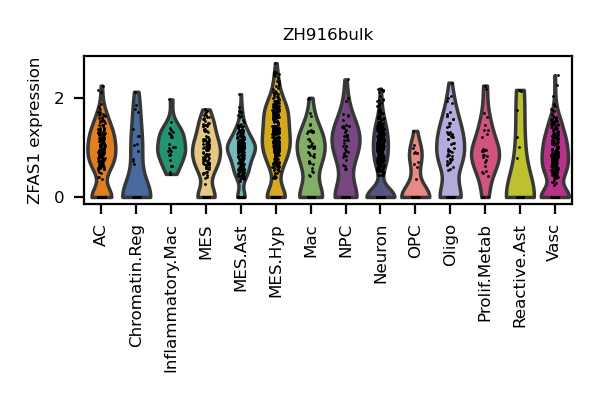 ZH916bulk
ZFAS1 expression
2
0
AC
Chromatin.Reg
Inflammatory.Mac
MES
MES.Ast
MES.Hyp
Mac
NPC
Neuron
OPC
Oligo
Prolif.Metab
Reactive.Ast
Vasc